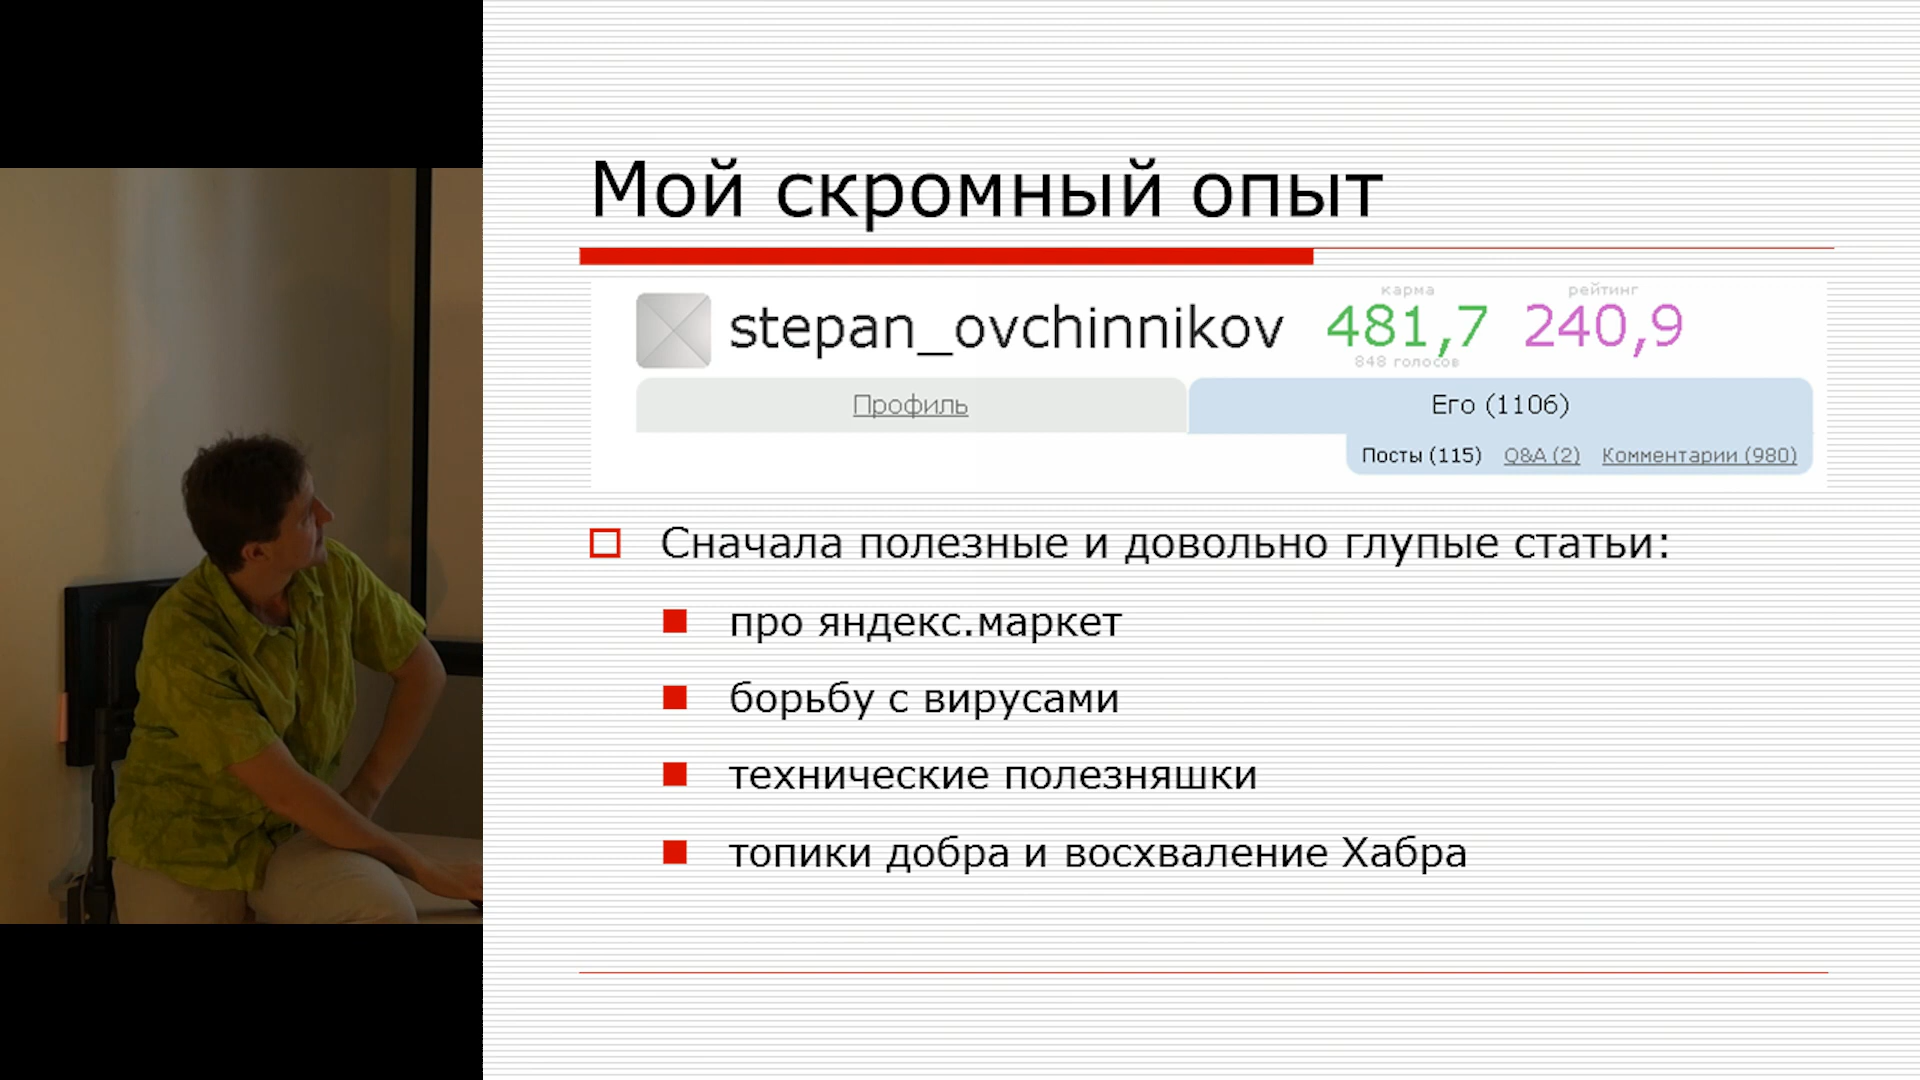 Мой скромный опыт
карма
рейтинг
stepan_ovchinnikov 481,7 240,9
848 голосов
Профиль
Его (1106)
Посты (115) Q&A (2) Комментарии (980)
Сначала полезные и довольно глупые статьи:
про яндекс.маркет
борьбу с вирусами
технические полезняшки
топики добра и восхваление Хабра